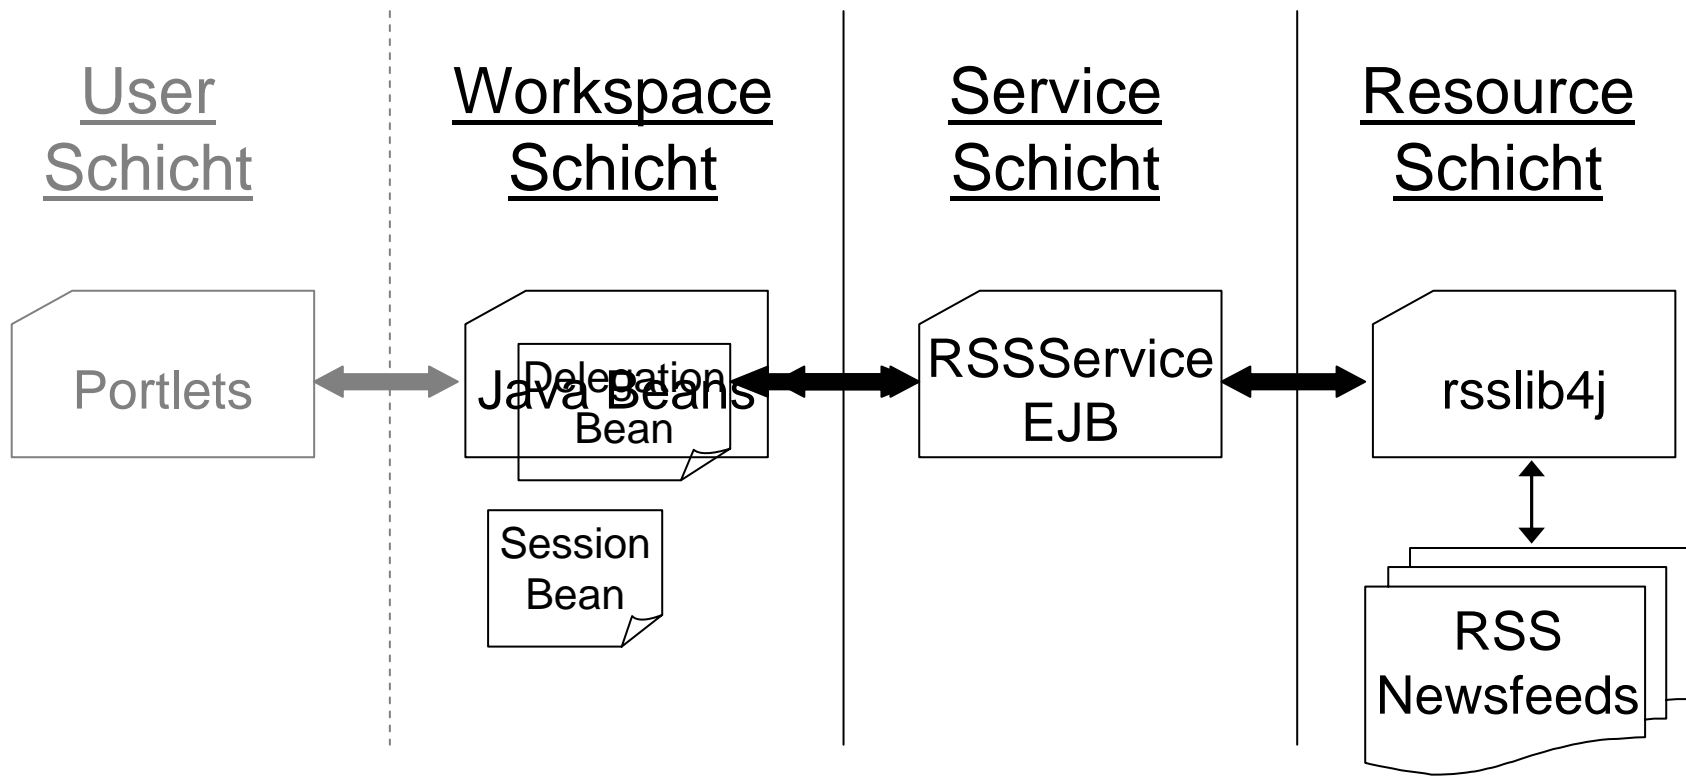 User
Schicht
Workspace
Schicht
Service
Schicht
Resource
Schicht
Portlets
Java Beans
Delegation
Bean
Session
Bean
RSSService
EJB
rsslib4j
RSS
Newsfeeds